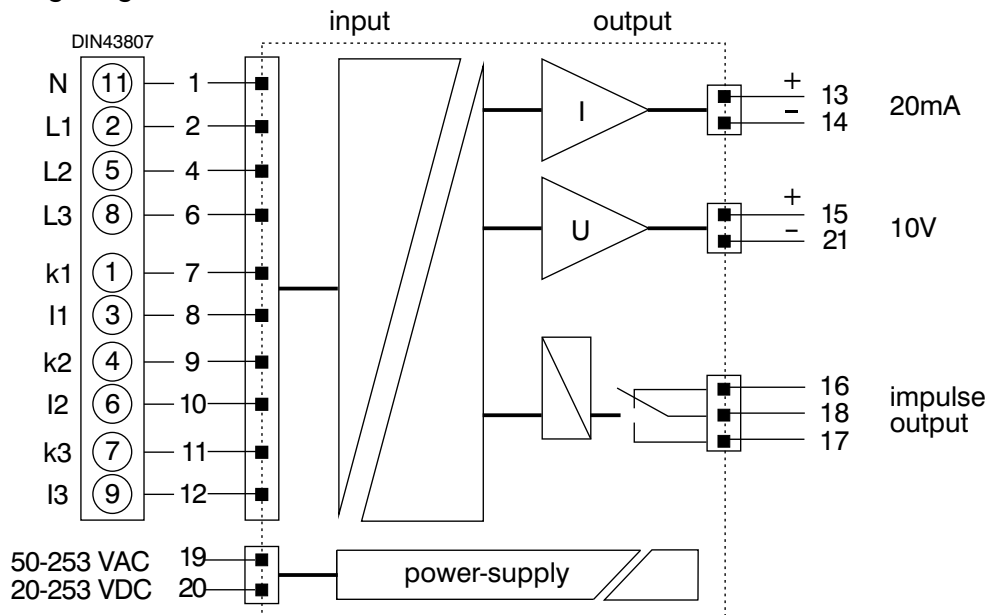 input output
DIN43807
N 11 1
L1 2 2
L2 5 4
L3 8 6
k1 1 7
l1 3 8
k2 4 9
l2 6 10
k3 7 11
l3 9 12
I
+ 13
- 14
20mA
U
+ 15
- 21
10V
16
18
17
impulse
output
50-253 VAC 19
20-253 VDC 20
power-supply